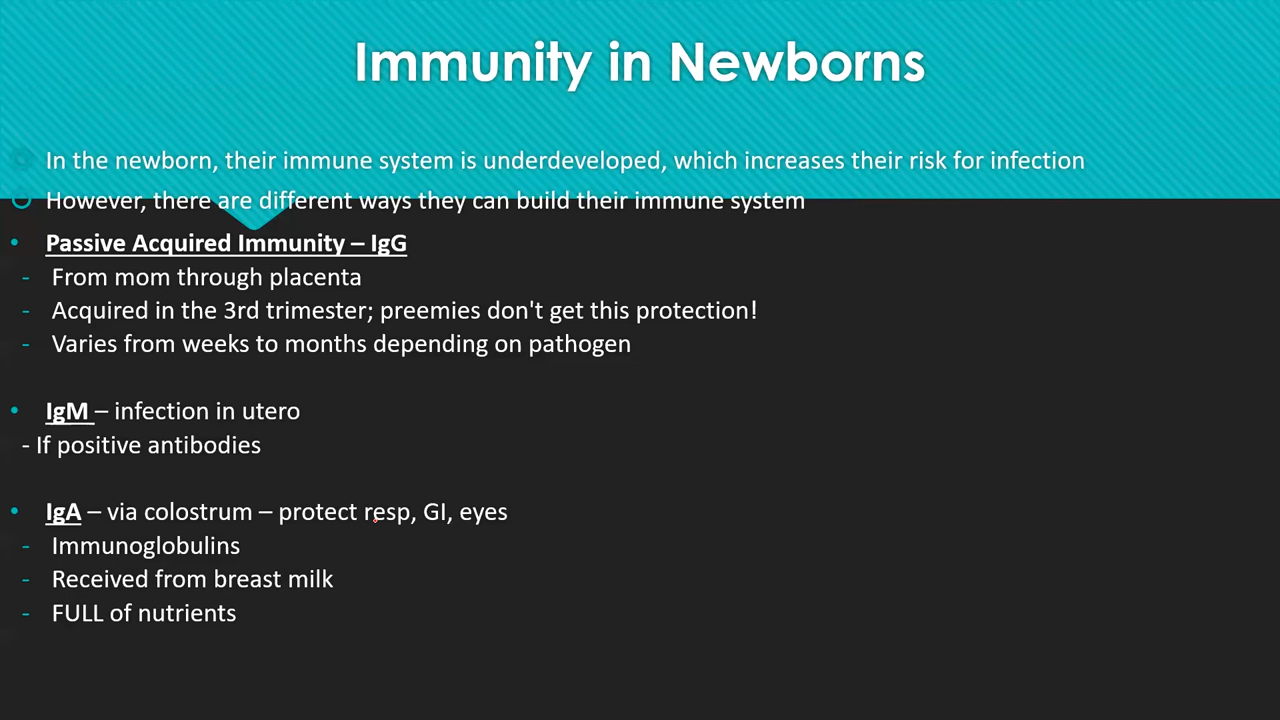 Immunity in Newborns
In the newborn, their immune system is underdeveloped, which increases their risk for infection
However, there are different ways they can build their immune system
• Passive Acquired Immunity – IgG
- From mom through placenta
- Acquired in the 3rd trimester; preemies don't get this protection!
- Varies from weeks to months depending on pathogen
• IgM – infection in utero
- If positive antibodies
• IgA – via colostrum – protect resp, GI, eyes
- Immunoglobulins
- Received from breast milk
- FULL of nutrients